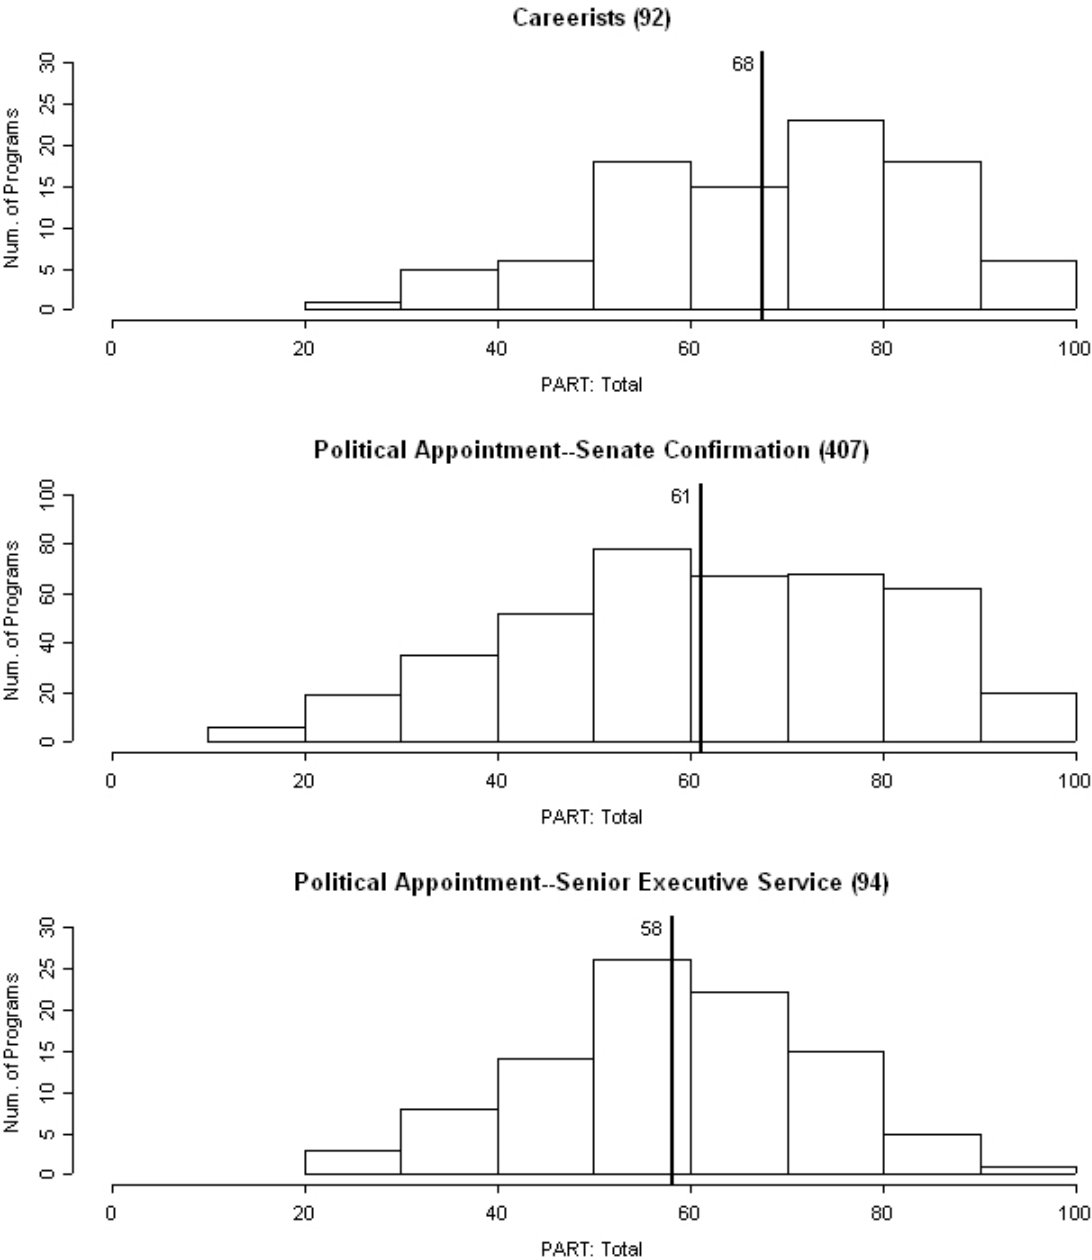 Careerists (92)
68
Num. of Programs
30
25
20
15
10
5
0
0 20 40 60 80 100
PART: Total
Political Appointment--Senate Confirmation (407)
61
Num. of Programs
100
80
60
40
20
0
0 20 40 60 80 100
PART: Total
Political Appointment--Senior Executive Service (94)
58
Num. of Programs
30
25
20
15
10
5
0
0 20 40 60 80 100
PART: Total